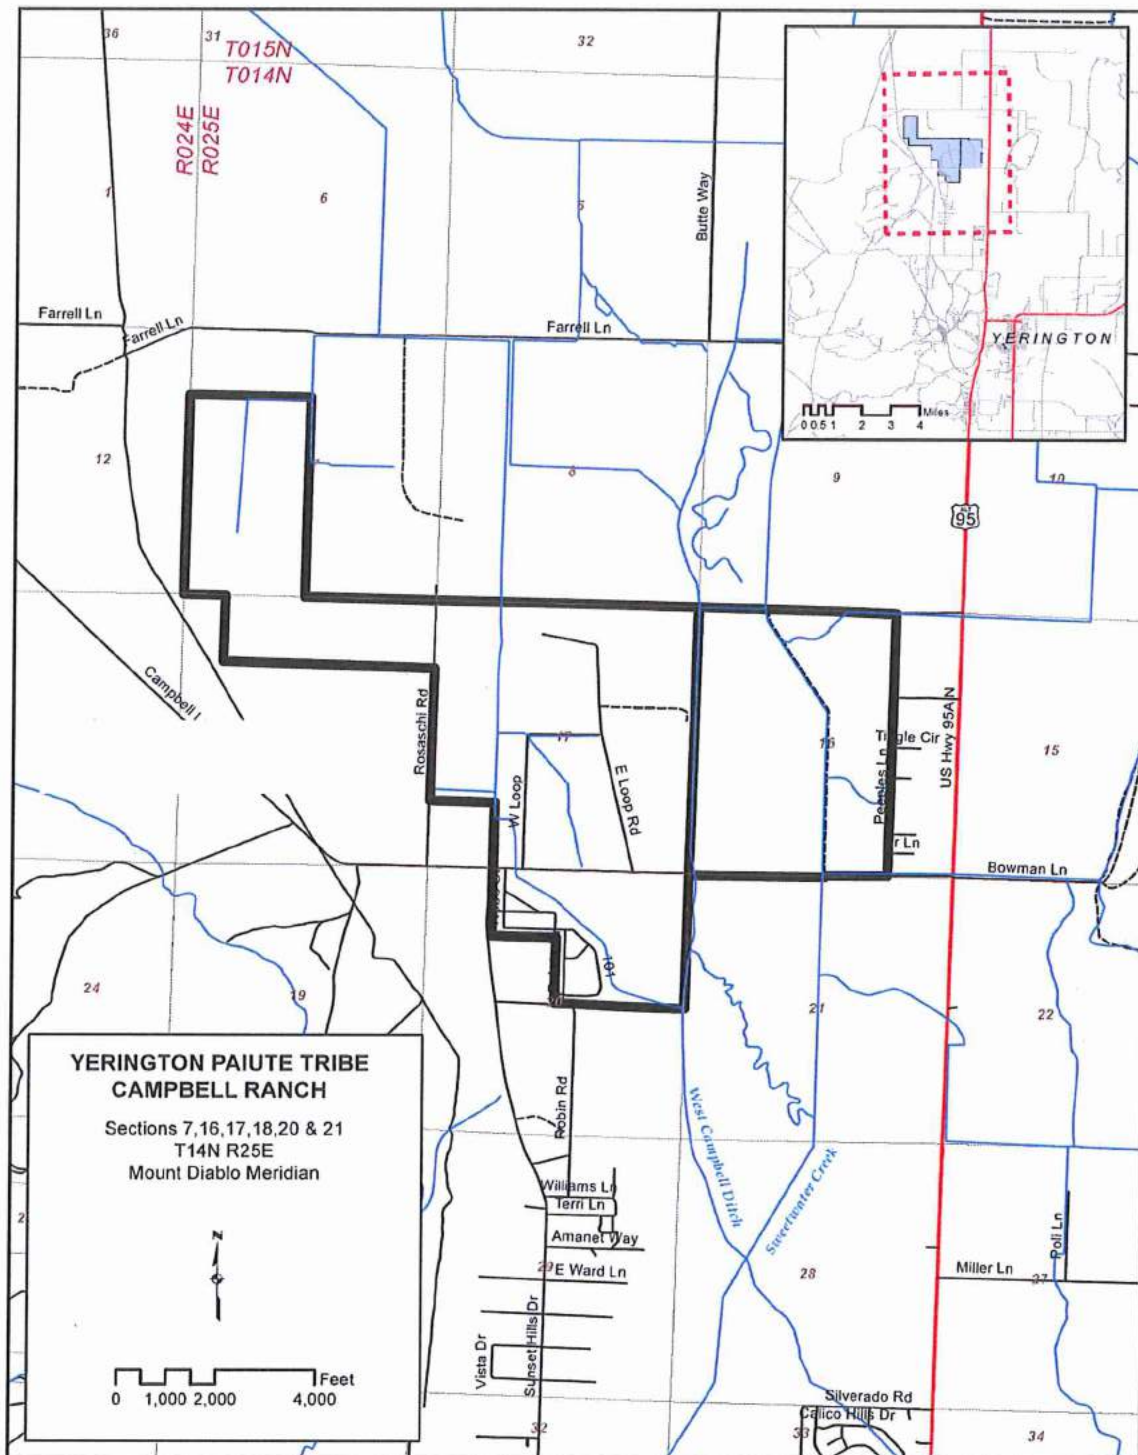 36
31
T015N
T014N
32
R024E
R025E
1
6
5
Butte Way
YERINGTON
0 0.5 1 2 3 4 Miles
Farrell Ln
Farrell Ln
Farrell Ln
12
8
9
10
95
Campbell l
Rosaschi Rd
17
W Loop
E Loop Rd
16
Tingle Cir
Peeples Ln
r Ln
US Hwy 95A N
15
Bowman Ln
24
19
101
21
22
YERINGTON PAIUTE TRIBE
CAMPBELL RANCH
Sections 7,16,17,18,20 & 21
T14N R25E
Mount Diablo Meridian
N
Feet
0 1,000 2,000 4,000
Robin Rd
West Campbell Ditch
Sweetwater Creek
Williams Ln
Terri Ln
Amanet Way
29
E Ward Ln
28
Poli Ln
Miller Ln
27
Vista Dr
Sunset Hills Dr
32
Silverado Rd
Calico Hills Dr
33
34